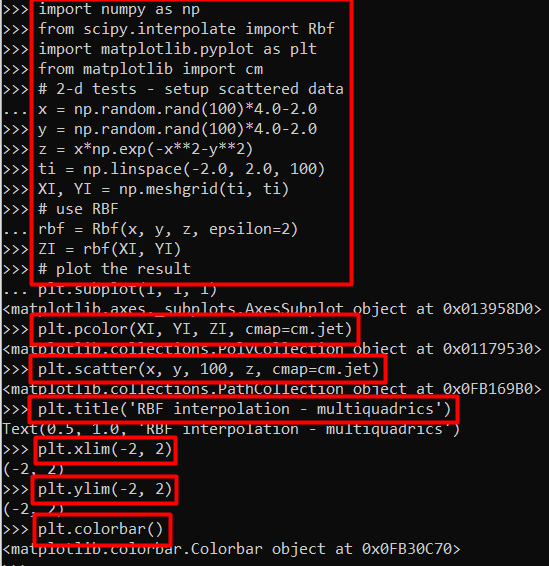 >>> import numpy as np
>>> from scipy.interpolate import Rbf
>>> import matplotlib.pyplot as plt
>>> from matplotlib import cm
>>> # 2-d tests - setup scattered data
... x = np.random.rand(100)*4.0-2.0
>>> y = np.random.rand(100)*4.0-2.0
>>> z = x*np.exp(-x**2-y**2)
>>> ti = np.linspace(-2.0, 2.0, 100)
>>> XI, YI = np.meshgrid(ti, ti)
>>> # use RBF
... rbf = Rbf(x, y, z, epsilon=2)
>>> ZI = rbf(XI, YI)
>>> # plot the result
... plt.subplot(1, 1, 1)
<matplotlib.axes._subplots.AxesSubplot object at 0x013958D0>
>>> plt.pcolor(XI, YI, ZI, cmap=cm.jet)
<matplotlib.collections.PolyCollection object at 0x01179530>
>>> plt.scatter(x, y, 100, z, cmap=cm.jet)
<matplotlib.collections.PathCollection object at 0x0FB169B0>
>>> plt.title('RBF interpolation - multiquadrics')
Text(0.5, 1.0, 'RBF interpolation - multiquadrics')
>>> plt.xlim(-2, 2)
(-2, 2)
>>> plt.ylim(-2, 2)
(-2, 2)
>>> plt.colorbar()
<matplotlib.colorbar.Colorbar object at 0x0FB30C70>
>>>